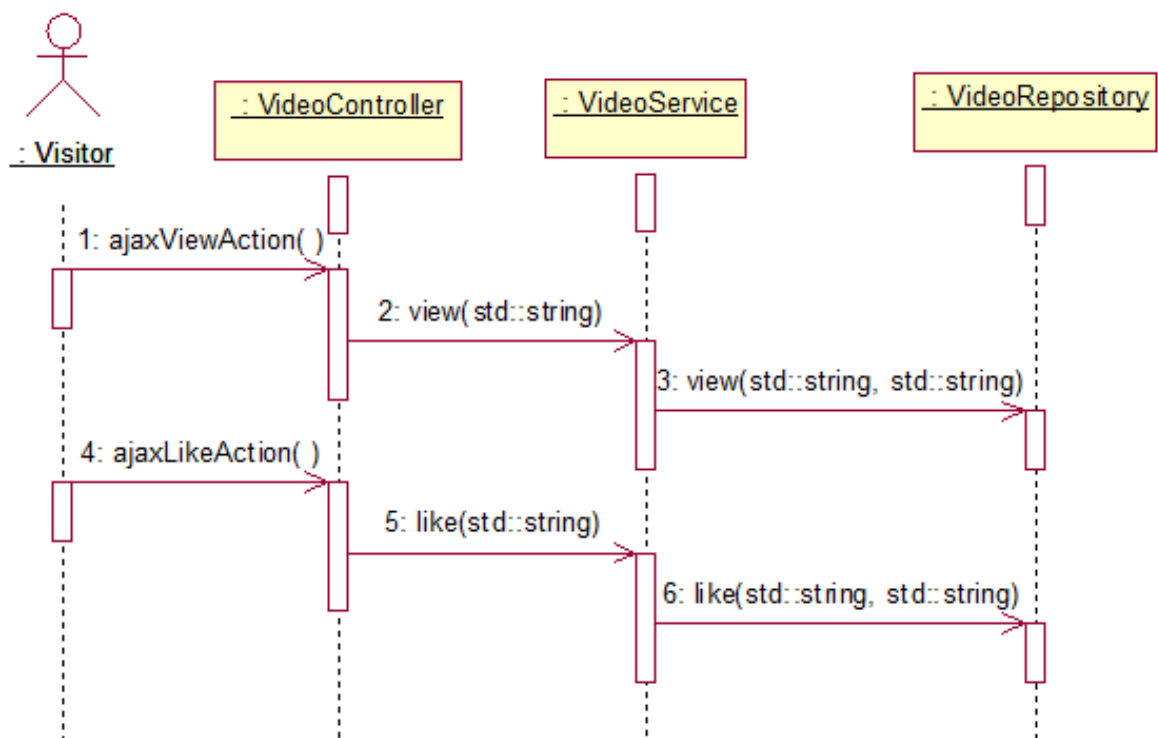 : Visitor
: VideoController
: VideoService
: VideoRepository
1: ajaxViewAction( )
2: view(std::string)
3: view(std::string, std::string)
4: ajaxLikeAction( )
5: like(std::string)
6: like(std::string, std::string)